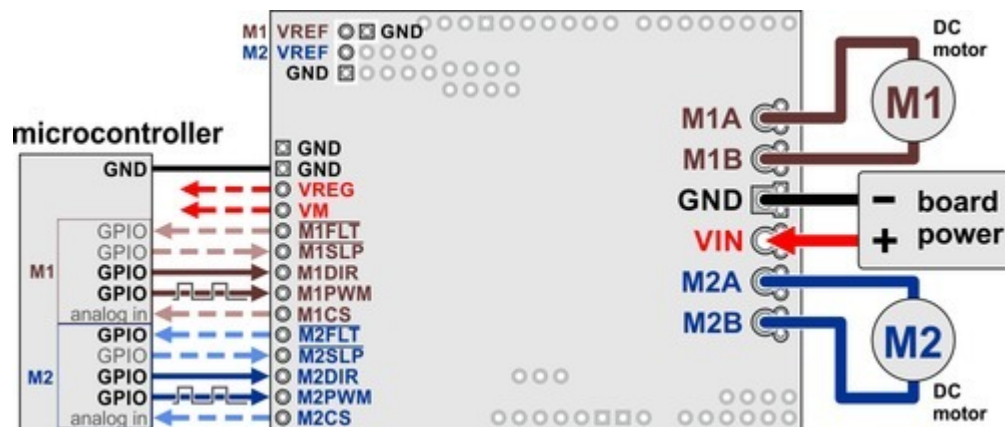 M1 VREF GND
M2 VREF
GND
DC
motor
M1
M1A
M1B
GND
VIN
M2A
M2B
- board
+ power
M2
DC
motor
microcontroller
GND
GND
GND
VREG
VM
M1
GPIO M1FLT
GPIO M1SLP
GPIO M1DIR
GPIO M1PWM
analog in M1CS
M2
GPIO M2FLT
GPIO M2SLP
GPIO M2DIR
GPIO M2PWM
analog in M2CS